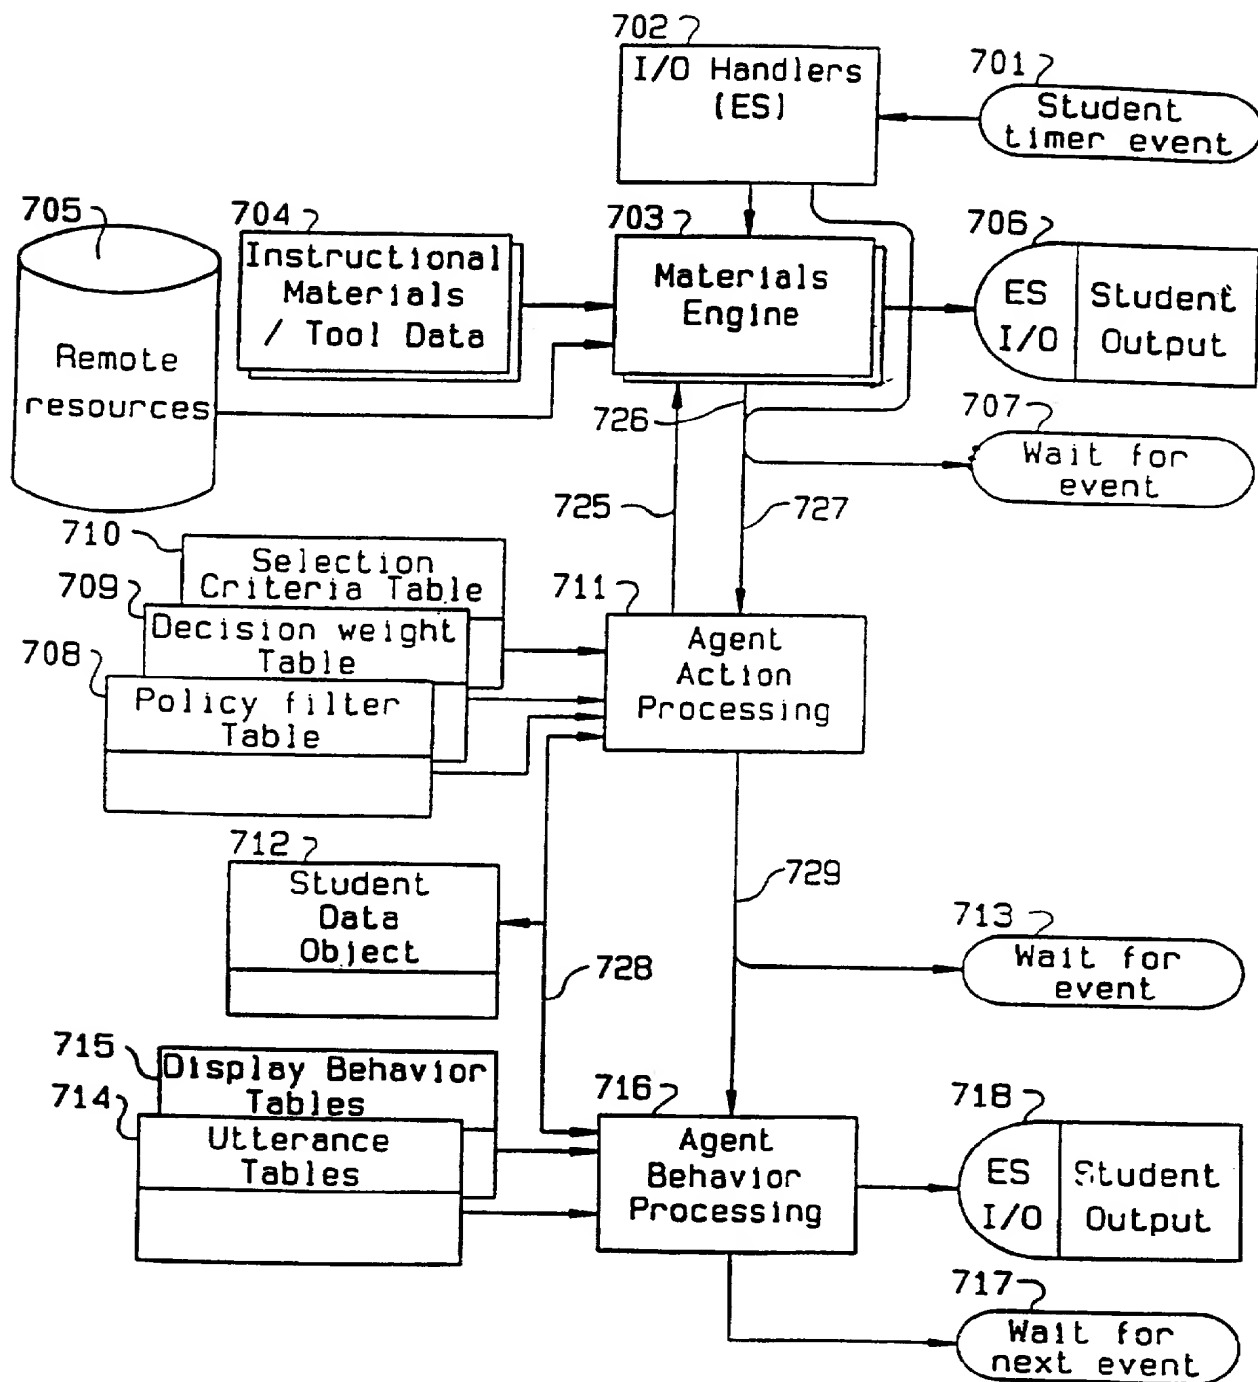 702
I/O Handlers
(ES)
701
Student
timer event
705
Remote
resources
704
Instructional
Materials
/ Tool Data
703
Materials
Engine
706
ES
I/O
Student
Output
726
707
Wait for
event
725
727
710
Selection
Criteria Table
709
Decision weight
Table
708
Policy filter
Table
711
Agent
Action
Processing
712
Student
Data
Object
728
729
713
Wait for
event
715
Display Behavior
Tables
714
Utterance
Tables
716
Agent
Behavior
Processing
718
ES
I/O
Student
Output
717
Wait for
next event